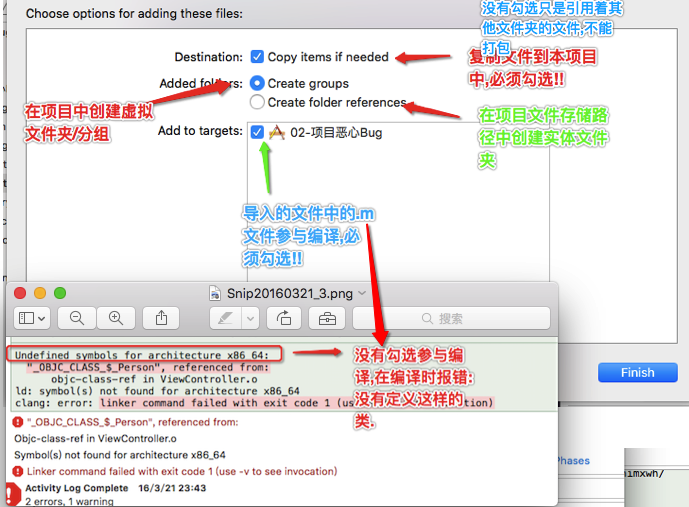 Choose options for adding these files:
没有勾选只是引用着其
他文件夹的文件,不能
打包
Destination: Copy items if needed
复制文件到本项目
中,必须勾选!!
Added folders: Create groups
Create folder references
在项目中创建虚拟
文件夹/分组
在项目文件存储路
径中创建实体文件
夹
Add to targets: 02-项目恶心Bug
导入的文件中的.m
文件参与编译,必
须勾选!!
Snip20160321_3.png
搜索
Undefined symbols for architecture x86_64:
"_OBJC_CLASS_$_Person", referenced from:
objc-class-ref in ViewController.o
ld: symbol(s) not found for architecture x86_64
clang: error: linker command failed with exit code 1 (us
没有勾选参与编
译,在编译时报错:
没有定义这样的
类.
"_OBJC_CLASS_$_Person", referenced from:
Objc-class-ref in ViewController.o
Symbol(s) not found for architecture x86_64
Linker command failed with exit code 1 (use -v to see invocation)
Activity Log Complete 16/3/21 23:43
2 errors, 1 warning
Finish
Phases